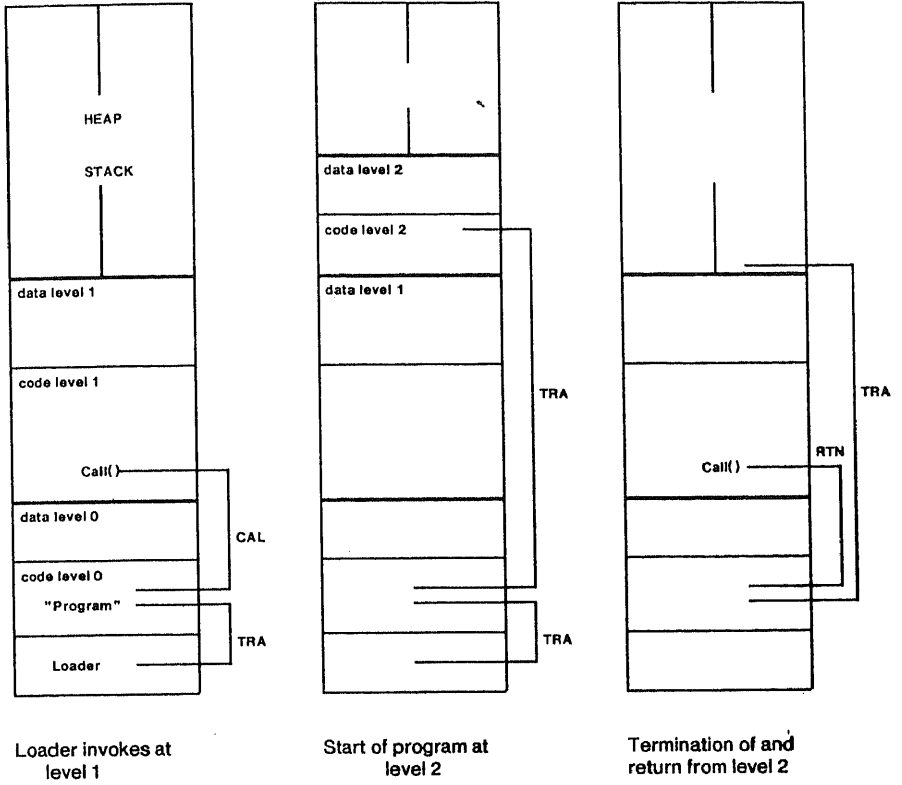 HEAP
STACK
data level 1
code level 1
Call()
data level 0
code level 0
"Program"
Loader
CAL
TRA
Loader invokes at
level 1
data level 2
code level 2
data level 1
TRA
TRA
Start of program at
level 2
Call()
RTN
TRA
Termination of and
return from level 2